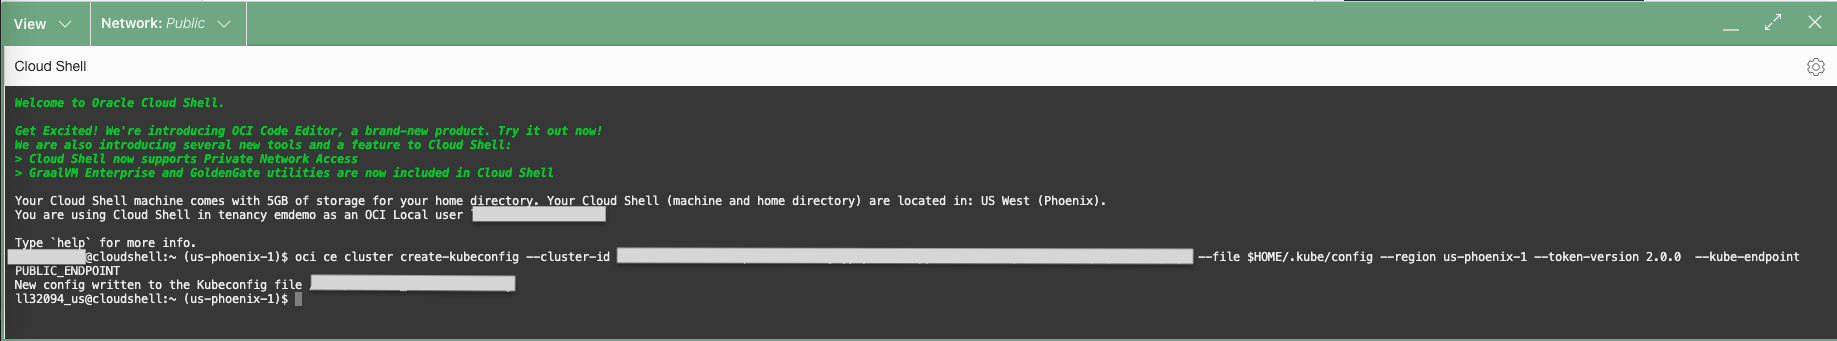 View
Network: Public
Cloud Shell
Welcome to Oracle Cloud Shell.
Get Excited! We're introducing OCI Code Editor, a brand-new product. Try it out now!
We are also introducing several new tools and a feature to Cloud Shell:
> Cloud Shell now supports Private Network Access
> GraalVM Enterprise and GoldenGate utilities are now included in Cloud Shell
Your Cloud Shell machine comes with 5GB of storage for your home directory. Your Cloud Shell (machine and home directory) are located in: US West (Phoenix).
You are using Cloud Shell in tenancy emdemo as an OCI Local user
Type `help` for more info.
@cloudshell:~ (us-phoenix-1)$ oci ce cluster create-kubeconfig --cluster-id --file $HOME/.kube/config --region us-phoenix-1 --token-version 2.0.0  --kube-endpoint
PUBLIC_ENDPOINT
New config written to the Kubeconfig file
ll32094_us@cloudshell:~ (us-phoenix-1)$